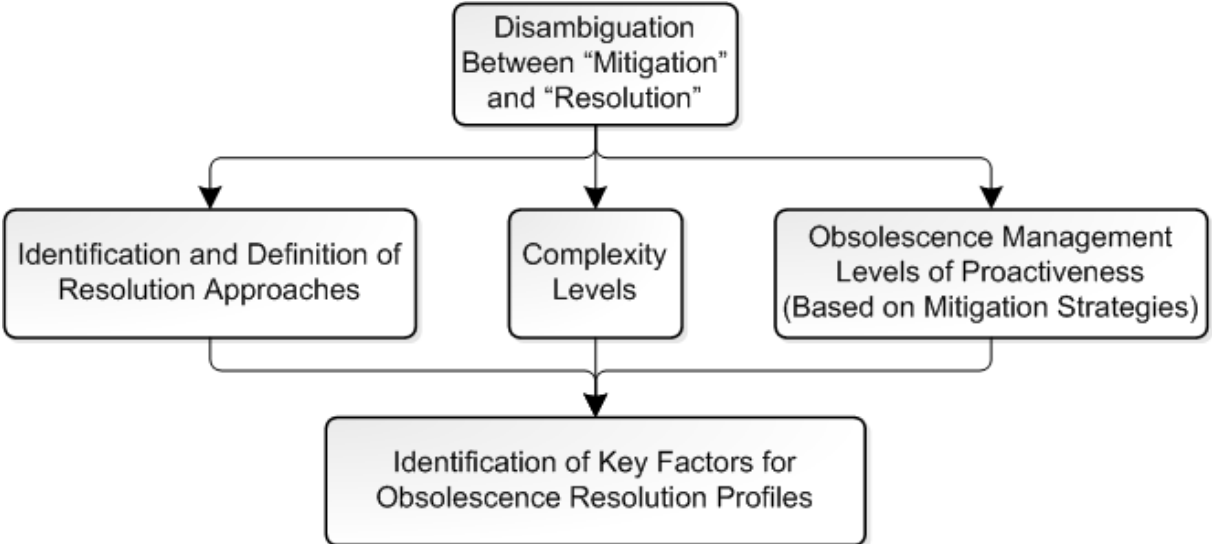 Disambiguation
Between “Mitigation”
and “Resolution”
Identification and Definition of
Resolution Approaches
Complexity
Levels
Obsolescence Management
Levels of Proactiveness
(Based on Mitigation Strategies)
Identification of Key Factors for
Obsolescence Resolution Profiles